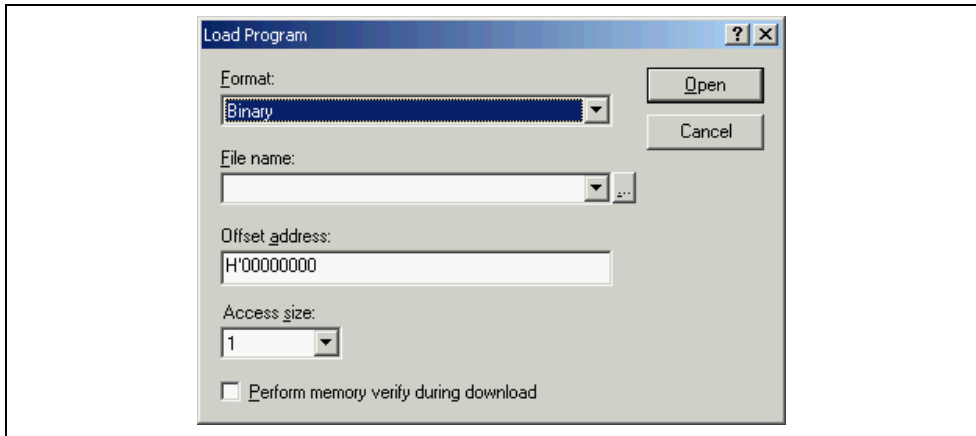 Load Program
Format:
Open
Binary
Cancel
File name:
...
Offset address:
H'00000000
Access size:
1
Perform memory verify during download